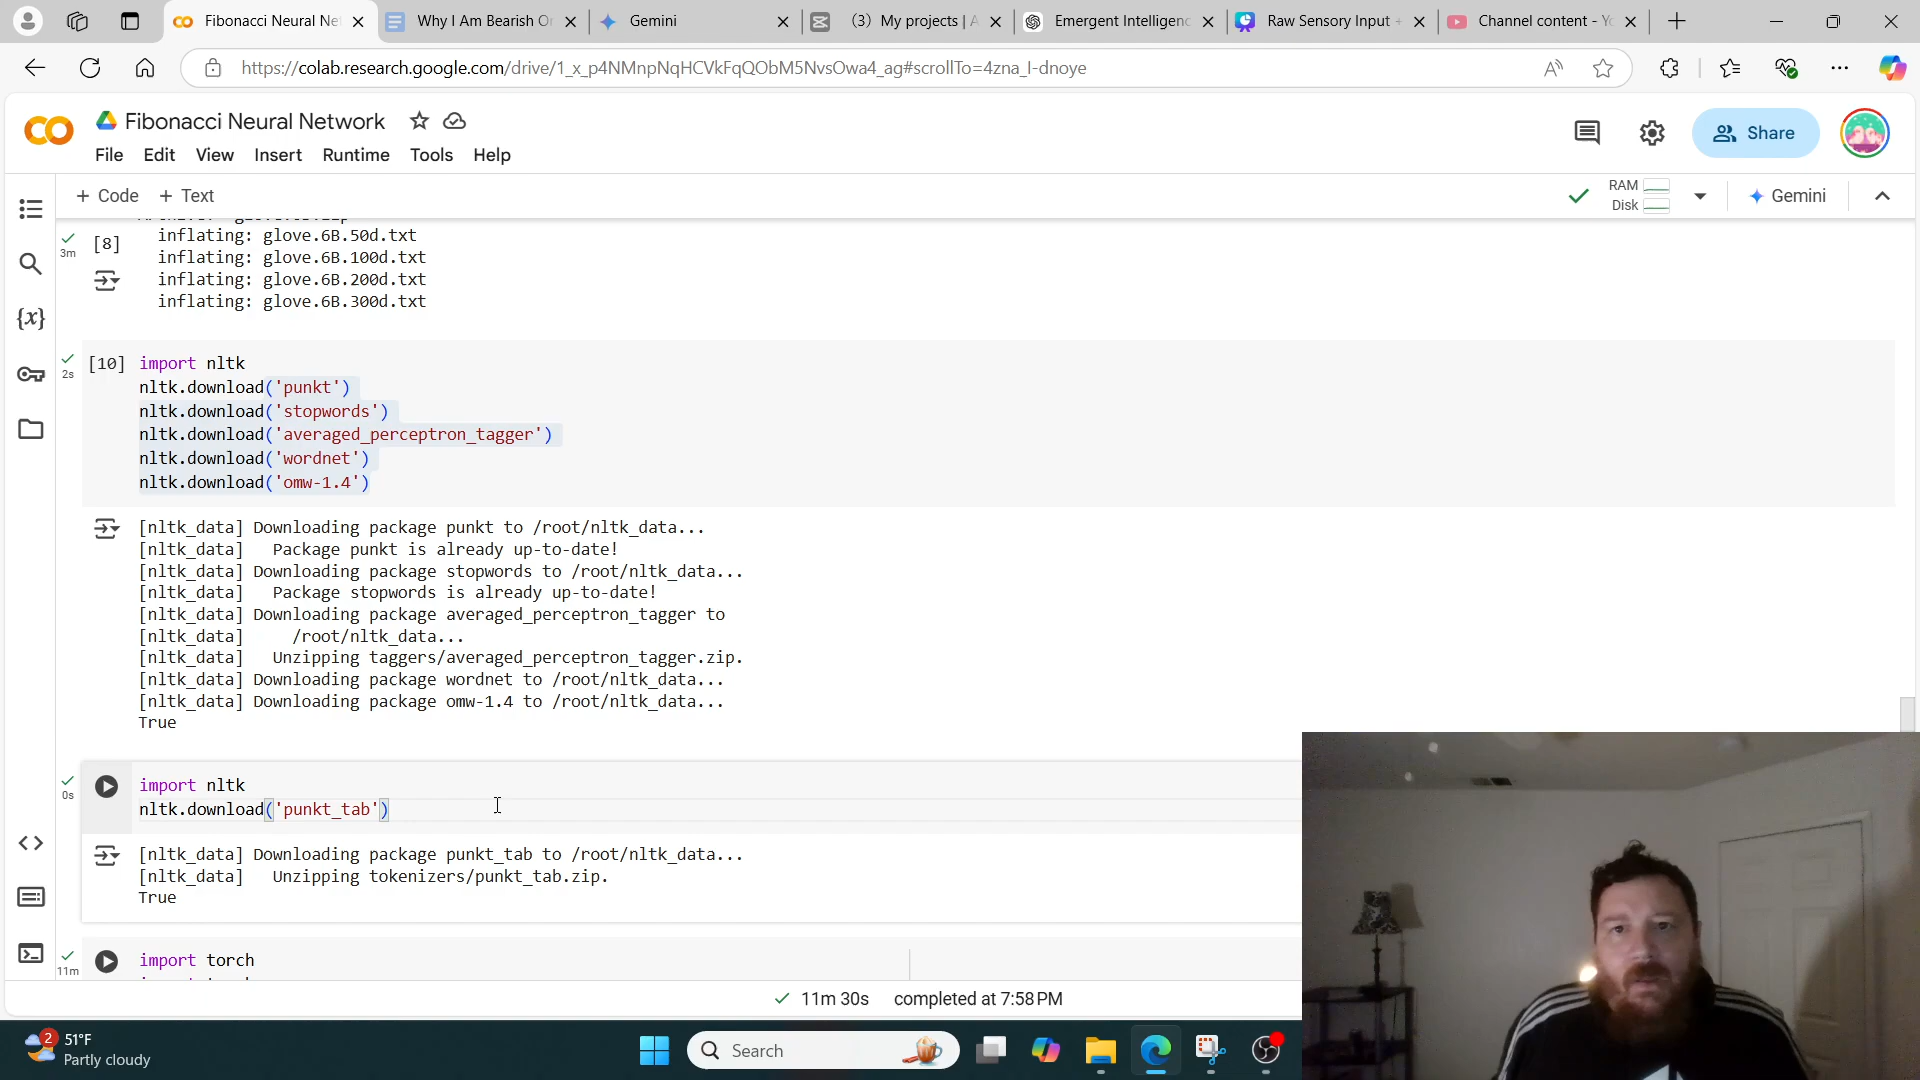 Fibonacci Neural Ne
Why I Am Bearish Or
Gemini
(3) My projects | A
Emergent Intelligenc
Raw Sensory Input +
Channel content - Yo
https://colab.research.google.com/drive/1_x_p4NMnpNqHCVkFqQObM5NvsOwa4_ag#scrollTo=4zna_I-dnoye
Fibonacci Neural Network
Share
File Edit View Insert Runtime Tools Help
+ Code + Text
RAM
Disk
Gemini
[8]
3m
inflating: glove.6B.50d.txt
inflating: glove.6B.100d.txt
inflating: glove.6B.200d.txt
inflating: glove.6B.300d.txt
[10]
2s
import nltk
nltk.download('punkt')
nltk.download('stopwords')
nltk.download('averaged_perceptron_tagger')
nltk.download('wordnet')
nltk.download('omw-1.4')
[nltk_data] Downloading package punkt to /root/nltk_data...
[nltk_data]   Package punkt is already up-to-date!
[nltk_data] Downloading package stopwords to /root/nltk_data...
[nltk_data]   Package stopwords is already up-to-date!
[nltk_data] Downloading package averaged_perceptron_tagger to
[nltk_data]     /root/nltk_data...
[nltk_data]   Unzipping taggers/averaged_perceptron_tagger.zip.
[nltk_data] Downloading package wordnet to /root/nltk_data...
[nltk_data] Downloading package omw-1.4 to /root/nltk_data...
True
0s
import nltk
nltk.download('punkt_tab')
[nltk_data] Downloading package punkt_tab to /root/nltk_data...
[nltk_data]   Unzipping tokenizers/punkt_tab.zip.
True
11m
import torch
11m 30s completed at 7:58 PM
2
51°F
Partly cloudy
Search